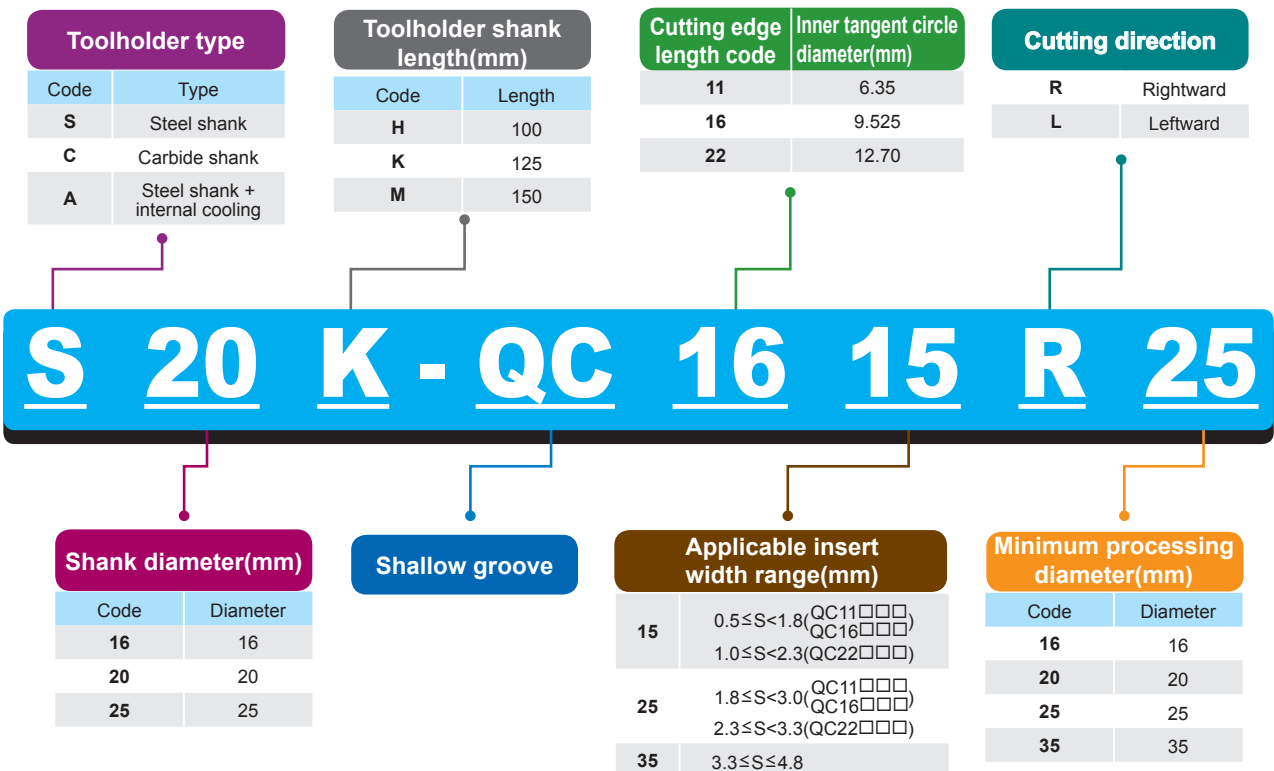 Toolholder type
Code Type
S Steel shank
C Carbide shank
A Steel shank +
internal cooling
Toolholder shank
length(mm)
Code Length
H 100
K 125
M 150
Cutting edge
length code
Inner tangent circle
diameter(mm)
11 6.35
16 9.525
22 12.70
Cutting direction
R Rightward
L Leftward
S 20 K - QC 16 15 R 25
Shank diameter(mm)
Code Diameter
16 16
20 20
25 25
Shallow groove
Applicable insert
width range(mm)
15 0.5≤S<1.8(QC11□□□
QC16□□□)
1.0≤S<2.3(QC22□□□)
25 1.8≤S<3.0(QC11□□□
QC16□□□)
2.3≤S<3.3(QC22□□□)
35 3.3≤S≤4.8
Minimum processing
diameter(mm)
Code Diameter
16 16
20 20
25 25
35 35